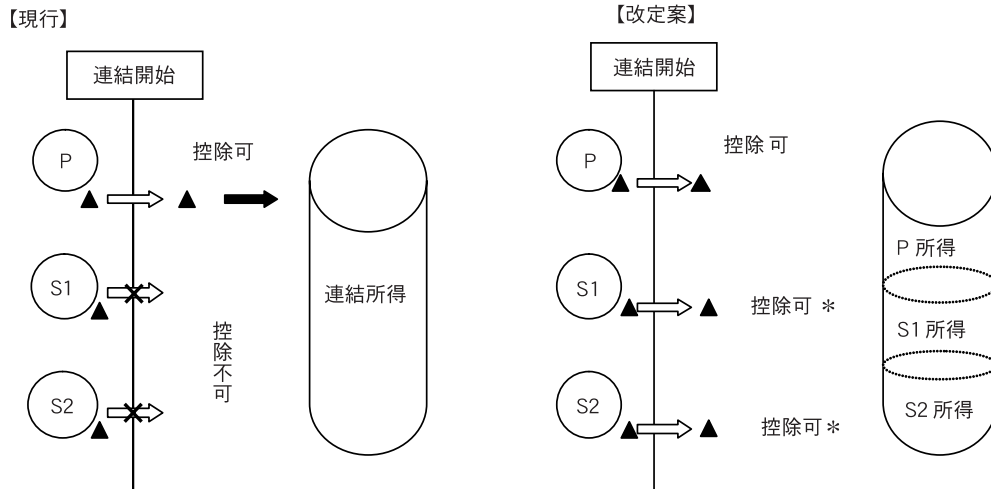 【現行】
連結開始
P
控除可
▲
▲
S1
▲
控除不可
S2
▲
連結所得
【改定案】
連結開始
P
控除 可
▲
▲
S1
▲
▲
控除可 ＊
S2
▲
▲
控除可＊
P 所得
S1 所得
S2 所得